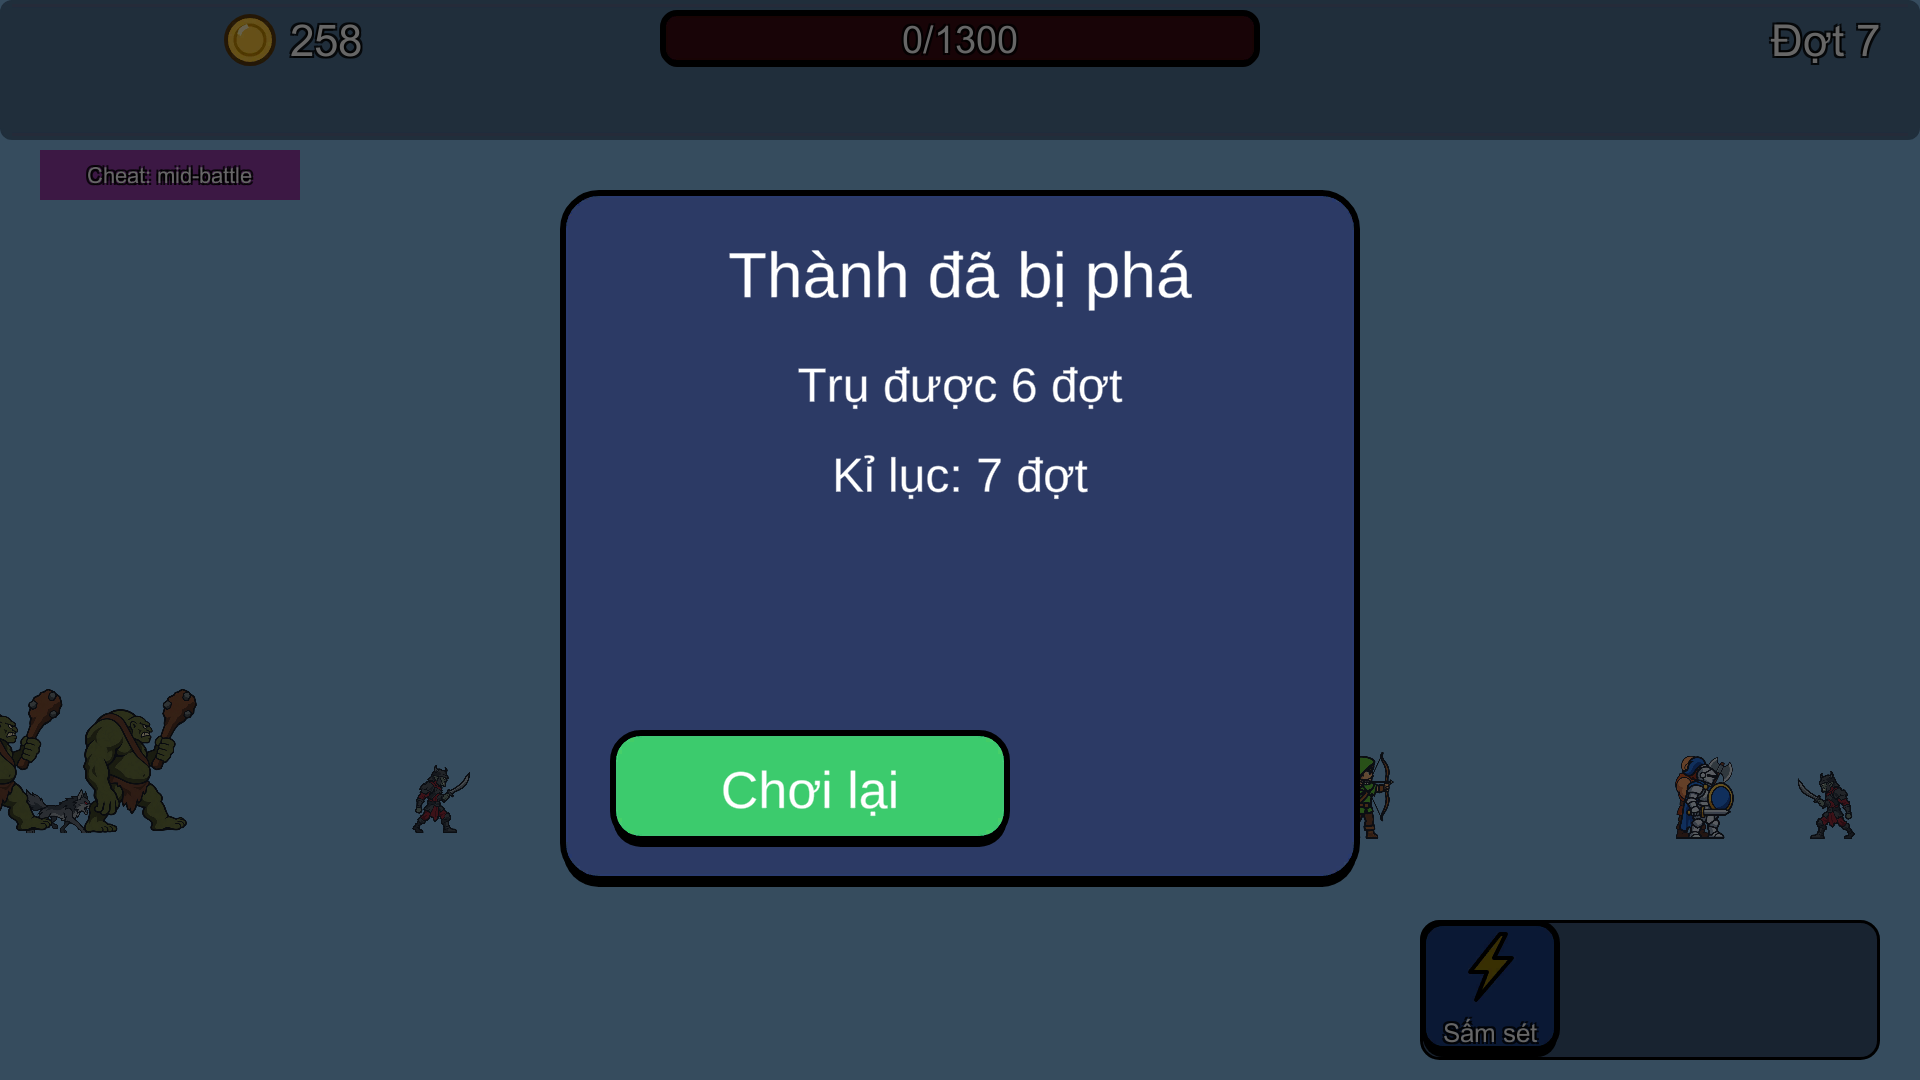 258
0/1300
Đợt 7
Cheat: mid-battle
Thành đã bị phá
Trụ được 6 đợt
Kỉ lục: 7 đợt
Chơi lại
Sấm sét